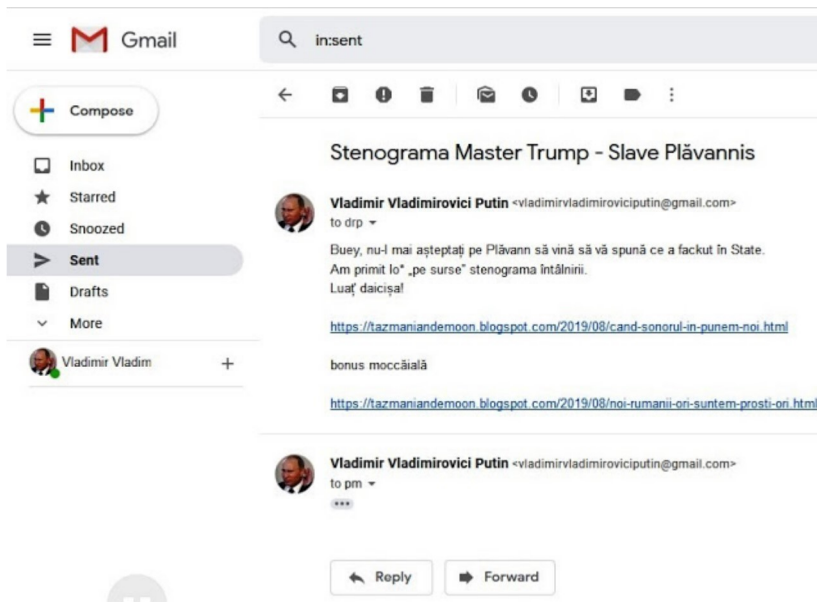 Gmail
in:sent
Compose
Inbox
Starred
Snoozed
Sent
Drafts
More
Vladimir Vladim
Stenograma Master Trump - Slave Plăvannis
Vladimir Vladimirovici Putin <vladimirvladimiroviciputin@gmail.com>
to drp
Buey, nu-l mai așteptați pe Plăvann să vină să vă spună ce a fackut în State.
Am primit Io* „pe surse” stenograma întâlnirii.
Luaț' daicișa!
https://tazmaniandemoon.blogspot.com/2019/08/cand-sonorul-in-punem-noi.html
bonus moccăială
https://tazmaniandemoon.blogspot.com/2019/08/noi-rumanii-ori-suntem-prosti-ori.html
Vladimir Vladimirovici Putin <vladimirvladimiroviciputin@gmail.com>
to pm
Reply
Forward